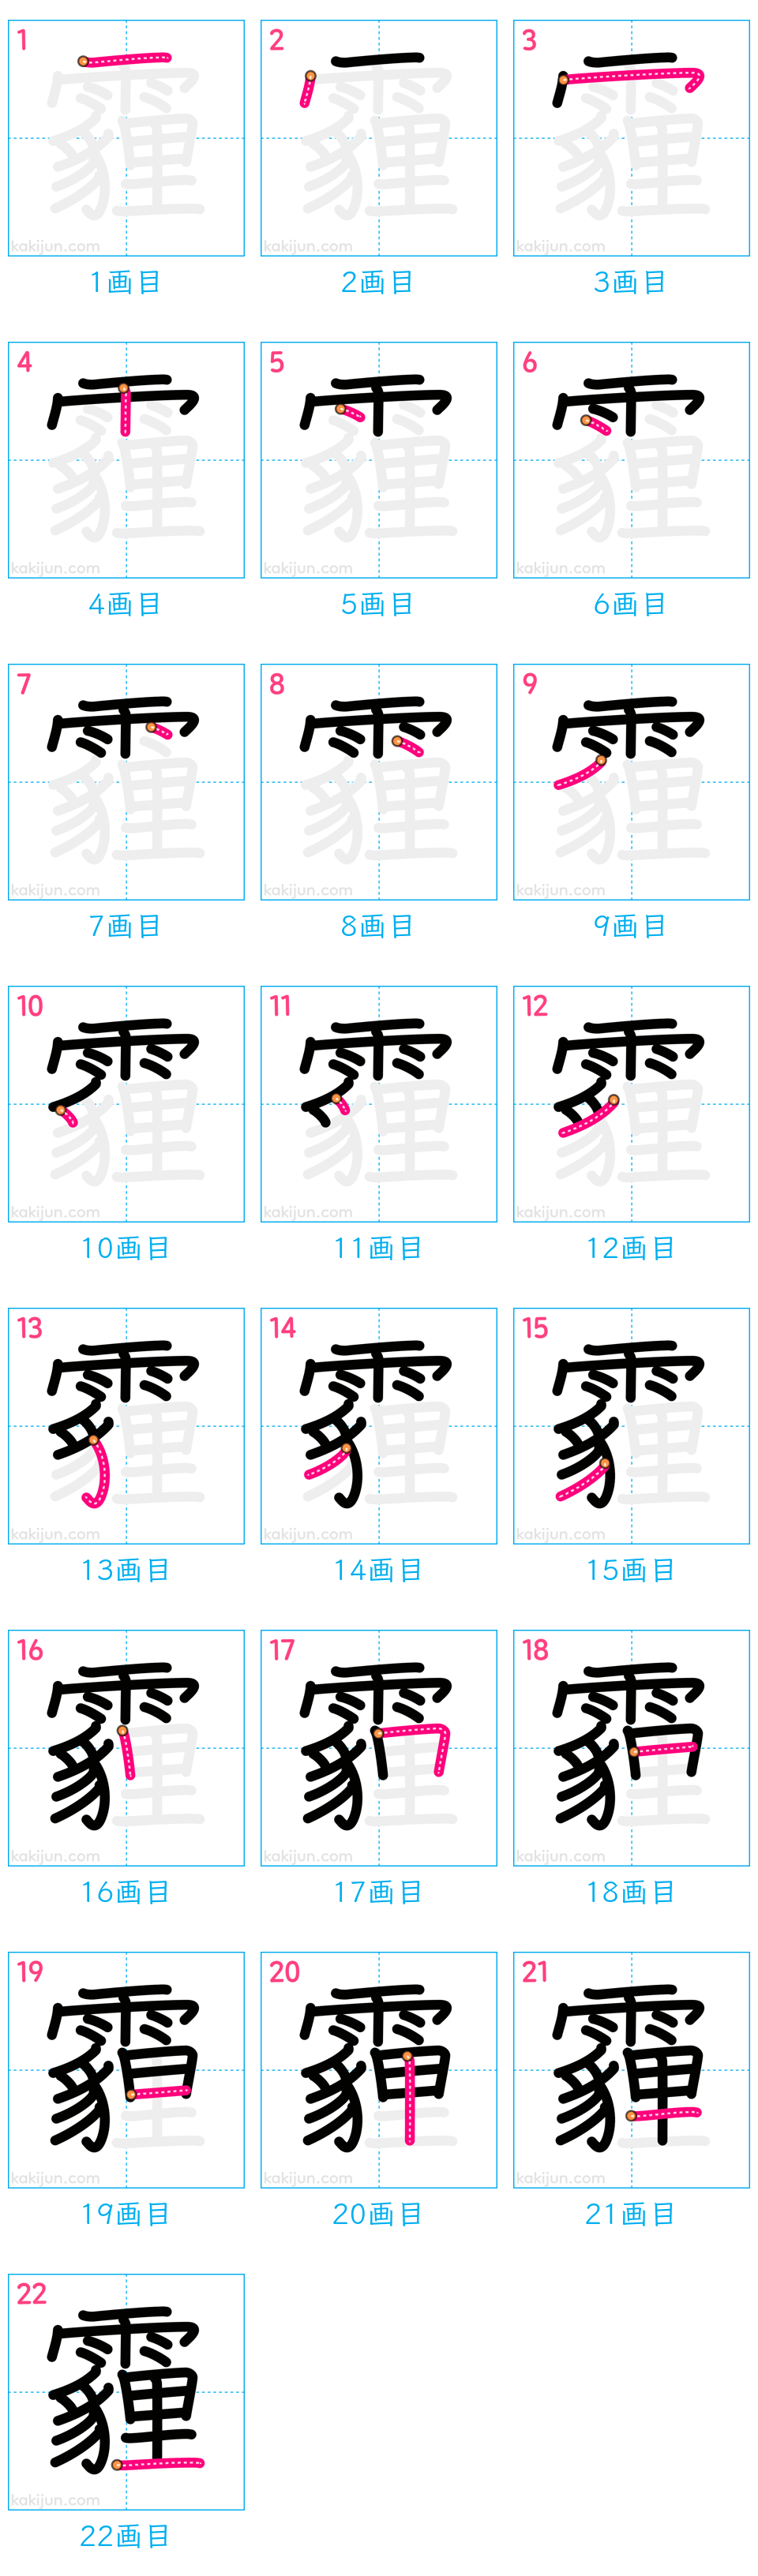 1 2 3
kakijun.com kakijun.com kakijun.com
1画目 2画目 3画目
4 5 6
kakijun.com kakijun.com kakijun.com
4画目 5画目 6画目
7 8 9
kakijun.com kakijun.com kakijun.com
7画目 8画目 9画目
10 11 12
kakijun.com kakijun.com kakijun.com
10画目 11画目 12画目
13 14 15
kakijun.com kakijun.com kakijun.com
13画目 14画目 15画目
16 17 18
kakijun.com kakijun.com kakijun.com
16画目 17画目 18画目
19 20 21
kakijun.com kakijun.com kakijun.com
19画目 20画目 21画目
22
霾
kakijun.com
22画目